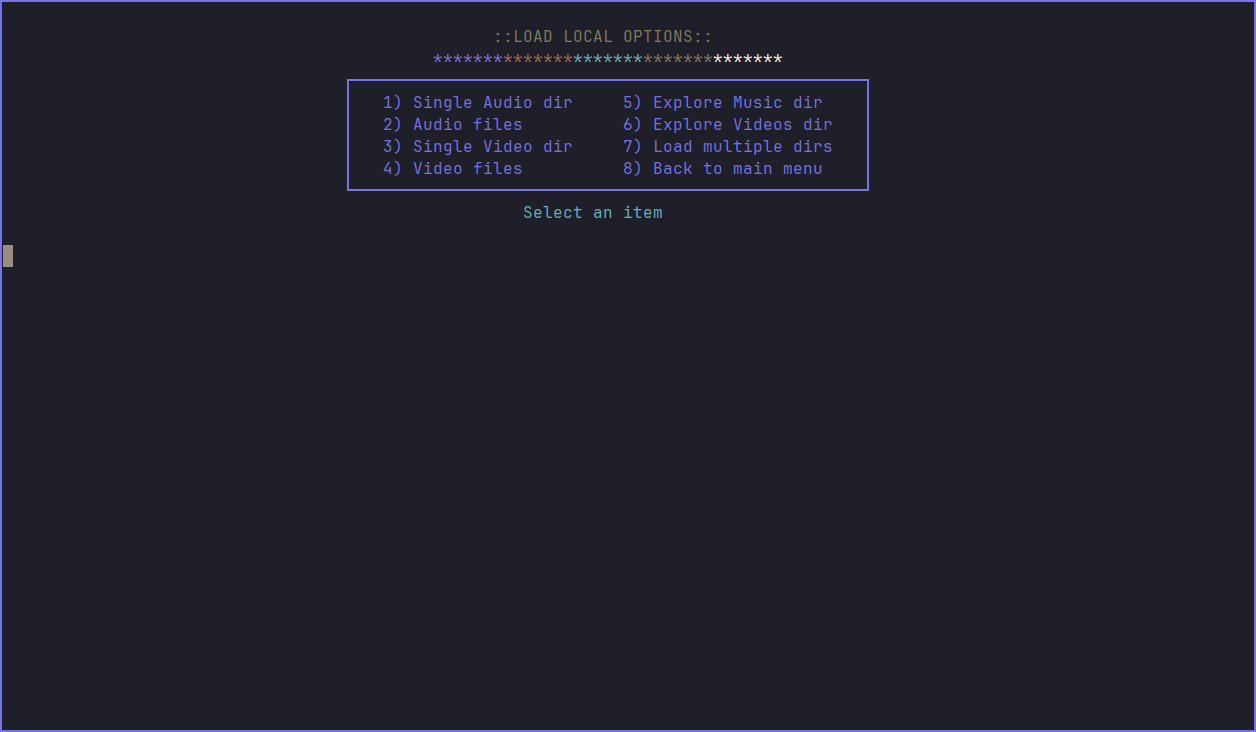 ::LOAD LOCAL OPTIONS::
***********************************
1) Single Audio dir     5) Explore Music dir
2) Audio files          6) Explore Videos dir
3) Single Video dir     7) Load multiple dirs
4) Video files          8) Back to main menu
Select an item